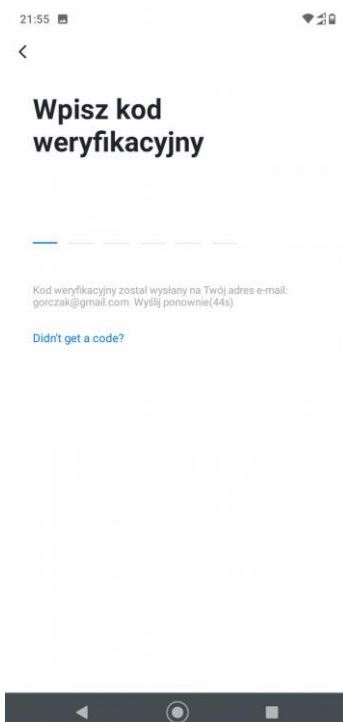 21:55
Wpisz kod
weryfikacyjny
Kod weryfikacyjny został wysłany na Twój adres e-mail:
gorczak@gmail.com Wyślij ponownie(44s)
Didn't get a code?